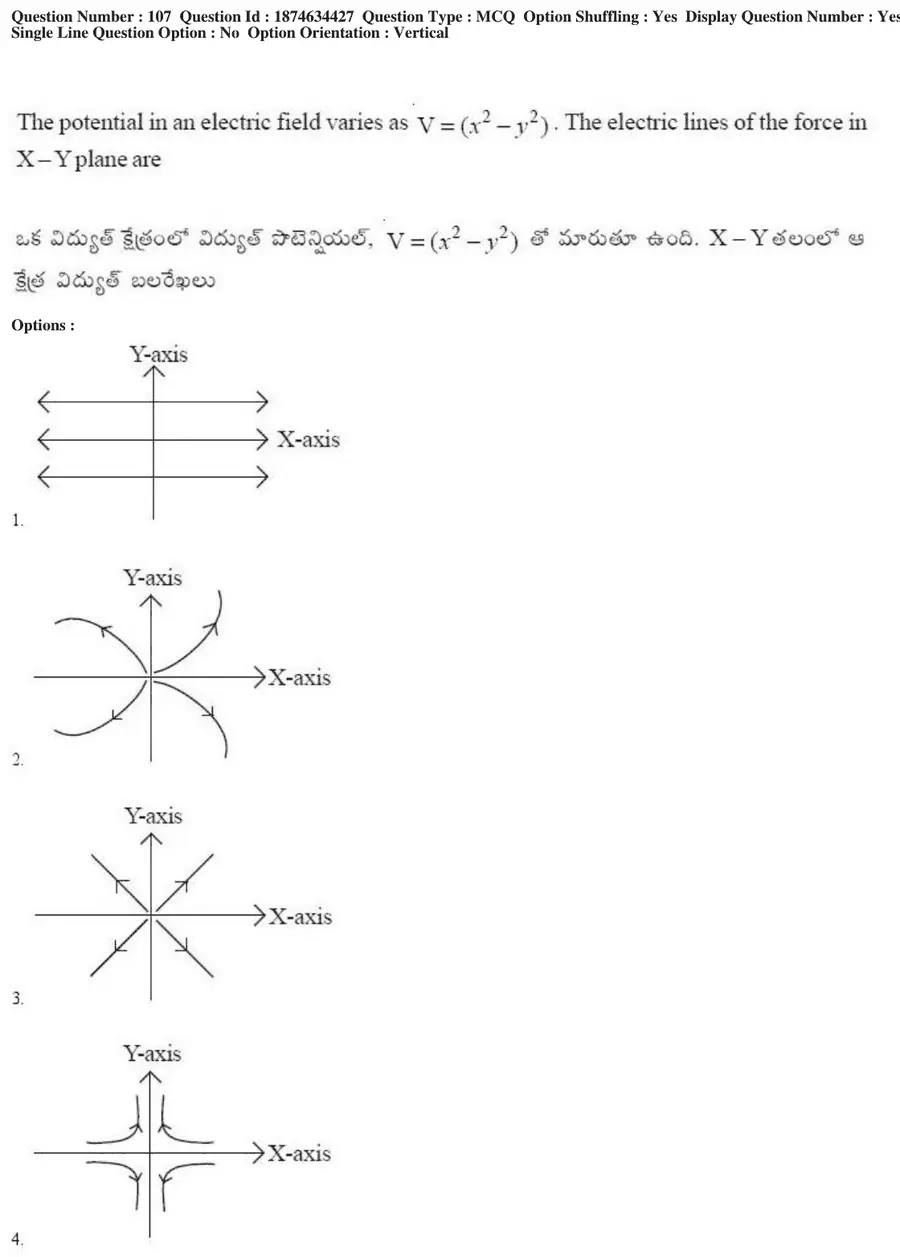 Question Number : 107 Question Id : 1874634427 Question Type : MCQ Option Shuffling : Yes Display Question Number : Yes
Single Line Question Option : No Option Orientation : Vertical
The potential in an electric field varies as V = (x² − y²). The electric lines of the force in
X – Y plane are
ఒక విద్యుత్ క్షేత్రంలో విద్యుత్ పొటెన్షియల్, V = (x² − y²) తో మారుతూ ఉంది. X – Y తలంలో ఆ
క్షేత్ర విద్యుత్ బలరేఖలు
Options :
Y-axis
X-axis
1.
Y-axis
X-axis
2.
Y-axis
X-axis
3.
Y-axis
X-axis
4.